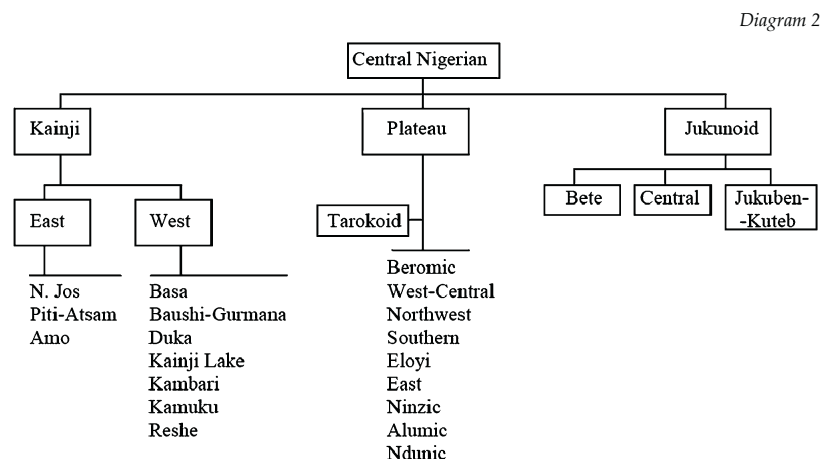 Diagram 2
Central Nigerian
Kainji
Plateau
Jukunoid
East
West
Tarokoid
Bete
Central
Jukuben-
-Kuteb
N. Jos
Piti-Atsam
Amo
Basa
Baushi-Gurmana
Duka
Kainji Lake
Kambari
Kamuku
Reshe
Beromic
West-Central
Northwest
Southern
Eloyi
East
Ninzic
Alumic
Ndunic